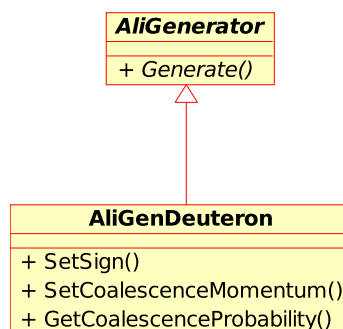 AliGenerator
+ Generate()
AliGenDeuteron
+ SetSign()
+ SetCoalescenceMomentum()
+ GetCoalescenceProbability()